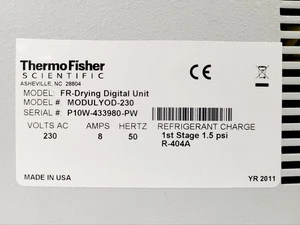 ThermoFisher
SCIENTIFIC
ASHEVILLE, NC 28804
CE
MODEL: FR-Drying Digital Unit
MODEL # MODULYOD-230
SERIAL # P10W-433980-PW
VOLTS AC AMPS HERTZ REFRIGERANT CHARGE
230 8 50 1st Stage 1.5 psi
R-404A
MADE IN USA YR 2011